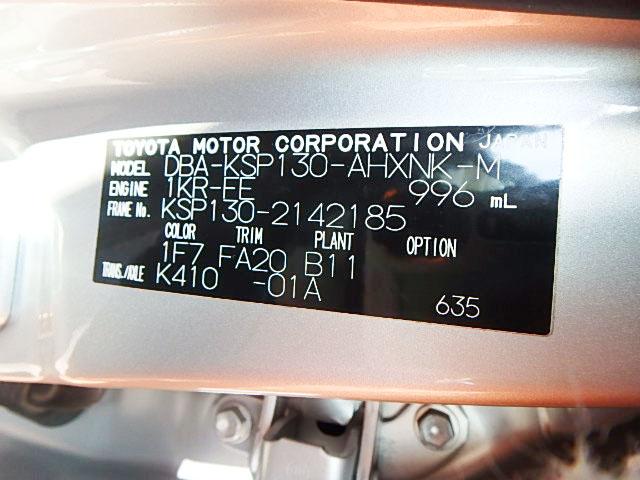 TOYOTA MOTOR CORPORATION JAPAN
MODEL DBA-KSP130-AHXNK-M
ENGINE 1KR-FE 996 mL
FRAME No. KSP130-2142185
COLOR TRIM PLANT OPTION
1F7 FA20 B11
TRANS./AXLE K410 -01A
635